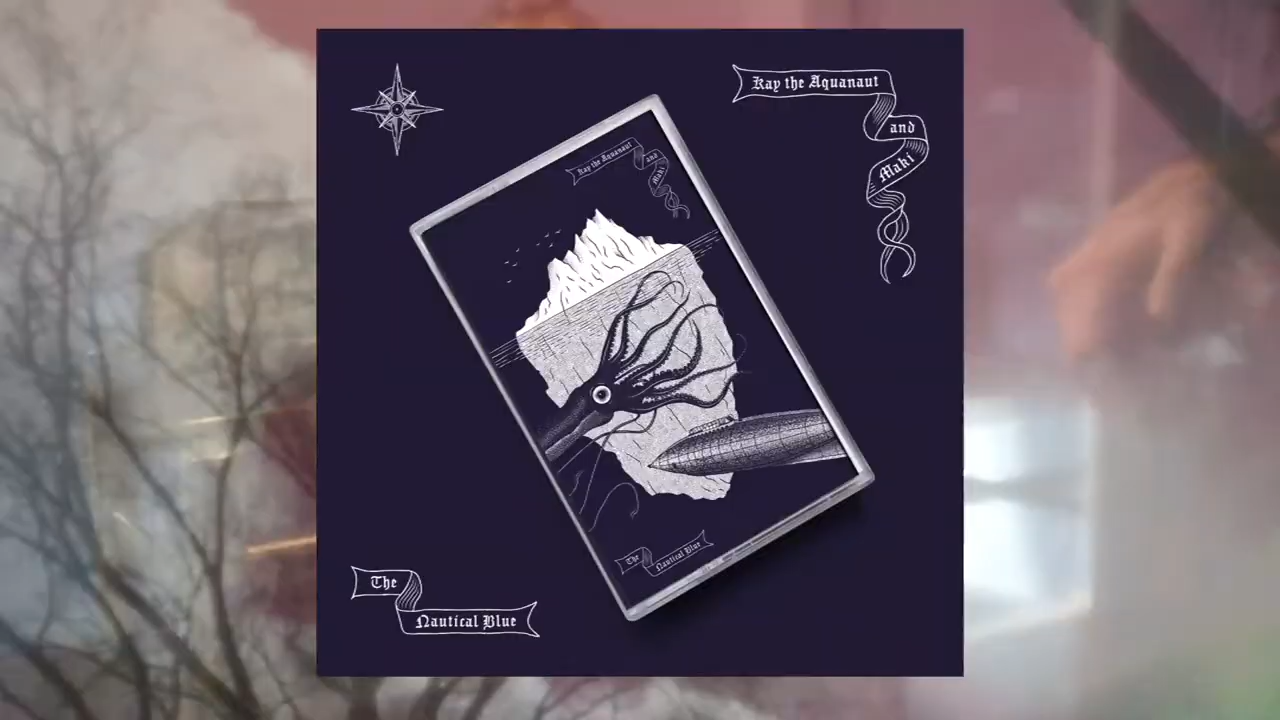 Kay the Aquanaut
and
Maki
Kay the Aquanaut
and
Maki
The
Nautical Blue
The
Nautical Blue